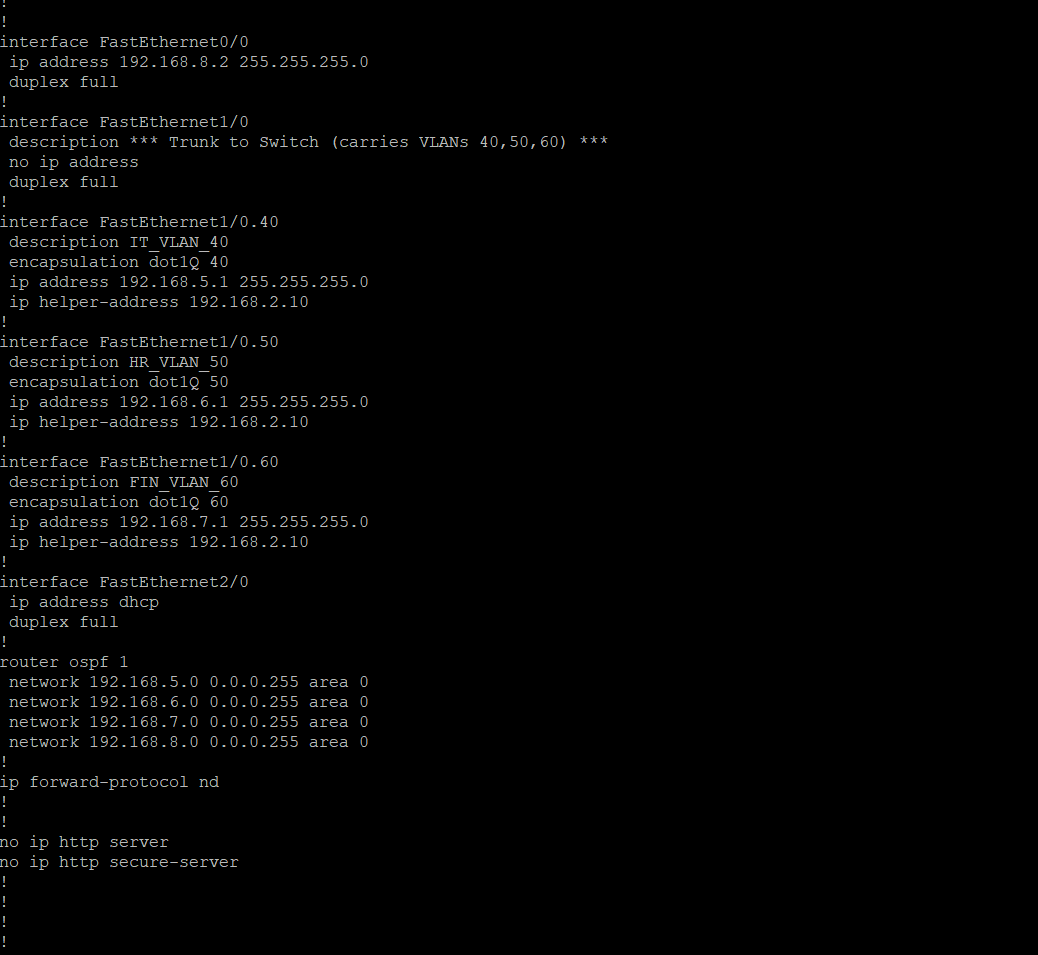 !
!
interface FastEthernet0/0
 ip address 192.168.8.2 255.255.255.0
 duplex full
!
interface FastEthernet1/0
 description *** Trunk to Switch (carries VLANs 40,50,60) ***
 no ip address
 duplex full
!
interface FastEthernet1/0.40
 description IT_VLAN_40
 encapsulation dot1Q 40
 ip address 192.168.5.1 255.255.255.0
 ip helper-address 192.168.2.10
!
interface FastEthernet1/0.50
 description HR_VLAN_50
 encapsulation dot1Q 50
 ip address 192.168.6.1 255.255.255.0
 ip helper-address 192.168.2.10
!
interface FastEthernet1/0.60
 description FIN_VLAN_60
 encapsulation dot1Q 60
 ip address 192.168.7.1 255.255.255.0
 ip helper-address 192.168.2.10
!
interface FastEthernet2/0
 ip address dhcp
 duplex full
!
router ospf 1
 network 192.168.5.0 0.0.0.255 area 0
 network 192.168.6.0 0.0.0.255 area 0
 network 192.168.7.0 0.0.0.255 area 0
 network 192.168.8.0 0.0.0.255 area 0
!
ip forward-protocol nd
!
!
no ip http server
no ip http secure-server
!
!
!
!